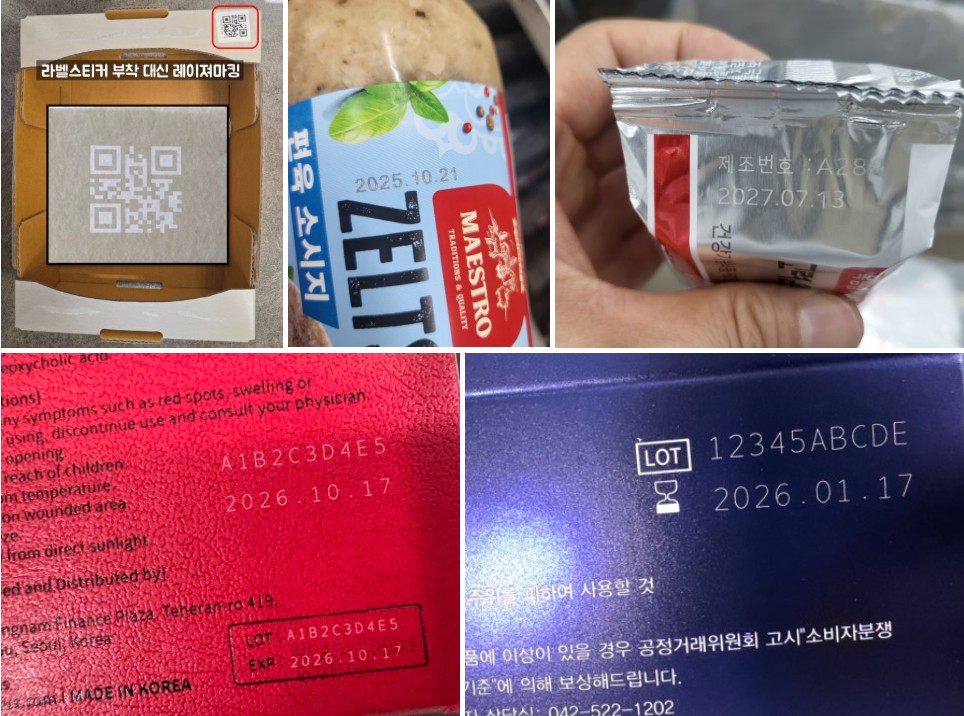 라벨스티커 부착 대신 레이져마킹
2025.10.21
편육 소시지
MAESTRO
TRADITIONS & QUALITY
제조번호 : A28
2027.07.13
eoxycholic acid
ny symptoms such as red spots, swelling or
using, discontinue use and consult your physician
opening
reach of children
m temperature.
on wounded area
from direct sunlight.
A1B2C3D4E5
2026.10.17
ed and Distributed by
ngnam Finance Plaza, Teheran-ro 419,
Seoul, Korea
MADE IN KOREA
LOT A1B2C3D4E5
EXP 2026.10.17
LOT 12345ABCDE
2026.01.17
피하여 사용할 것
품에 이상이 있을 경우 공정거래위원회 고시"소비자분쟁
기준"에 의해 보상해드립니다.
상담실: 042-522-1202